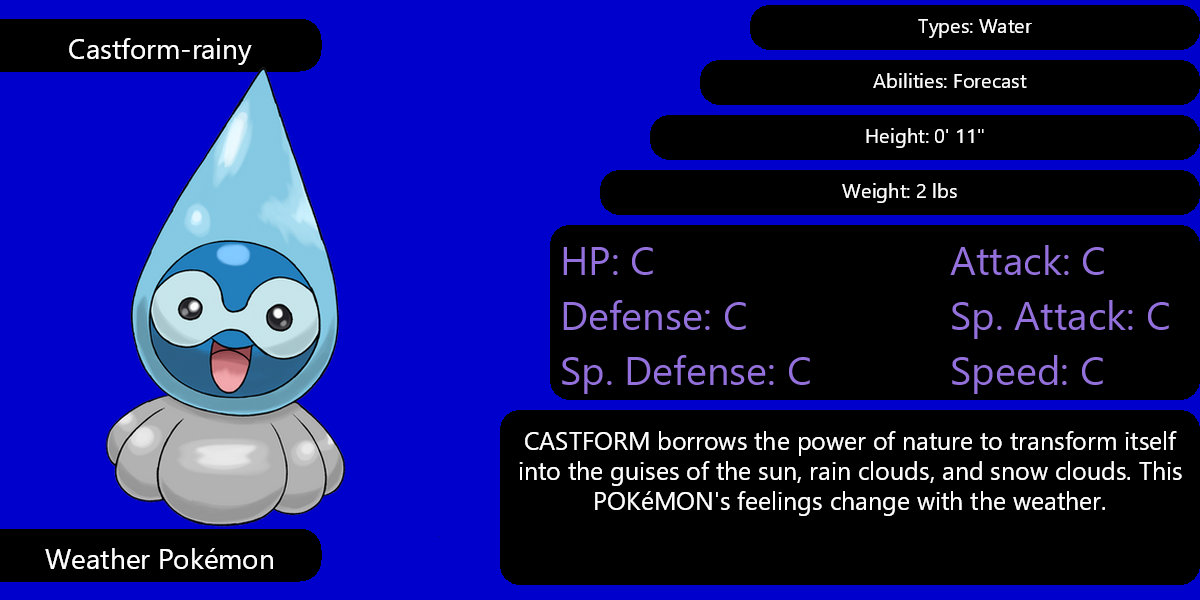 Castform-rainy
Types: Water
Abilities: Forecast
Height: 0' 11"
Weight: 2 lbs
HP: C
Attack: C
Defense: C
Sp. Attack: C
Sp. Defense: C
Speed: C
CASTFORM borrows the power of nature to transform itself
into the guises of the sun, rain clouds, and snow clouds. This
POKéMON's feelings change with the weather.
Weather Pokémon